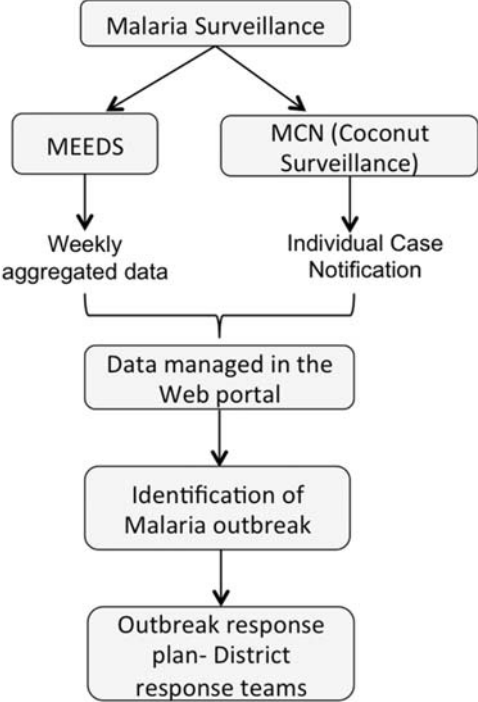 Malaria Surveillance
MEEDS
MCN (Coconut
Surveillance)
Weekly
aggregated data
Individual Case
Notification
Data managed in the
Web portal
Identification of
Malaria outbreak
Outbreak response
plan- District
response teams